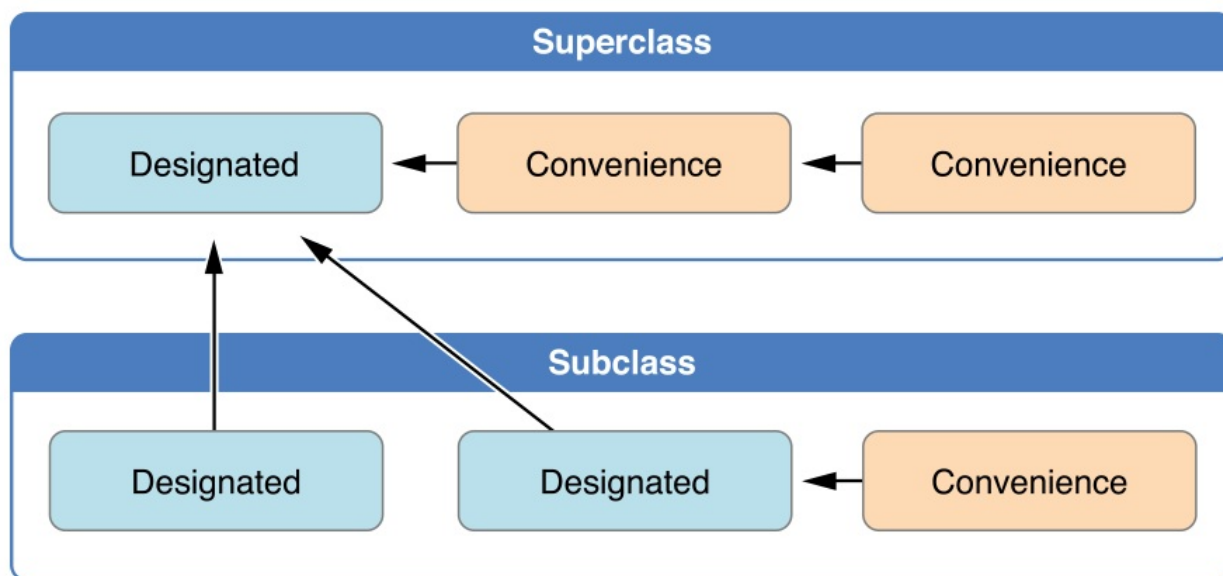 Superclass
Designated
Convenience
Convenience
Subclass
Designated
Designated
Convenience